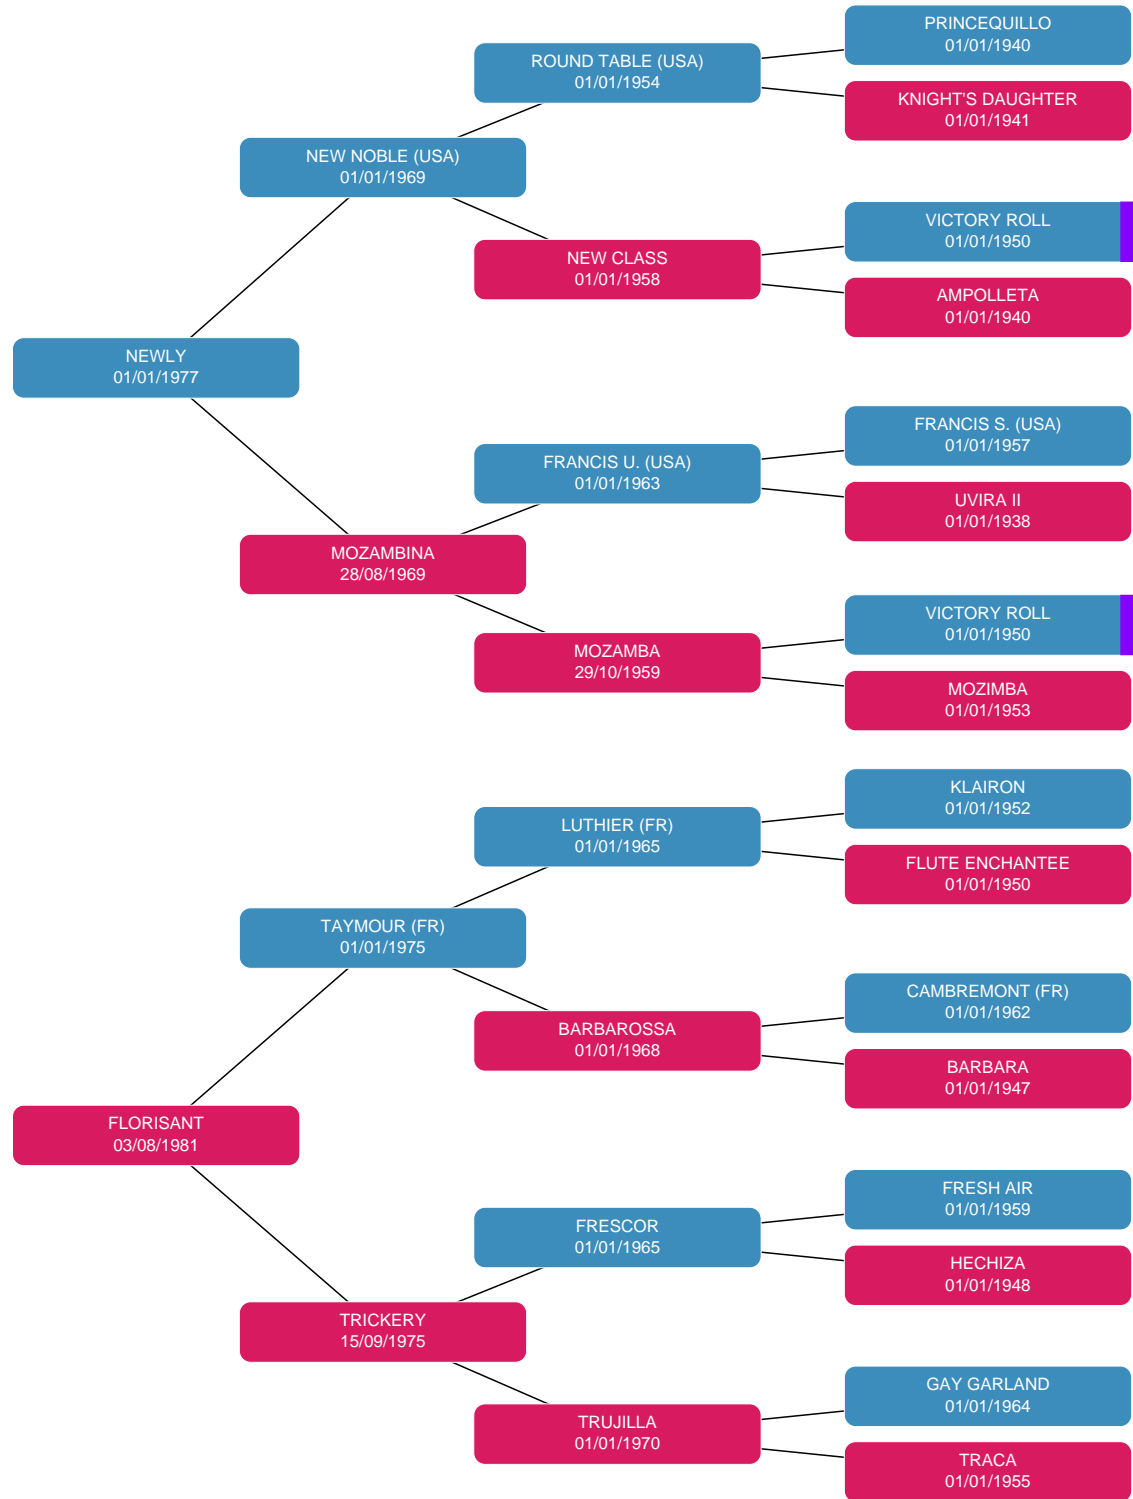 PRINCEQUILLO
01/01/1940
ROUND TABLE (USA)
01/01/1954
KNIGHT'S DAUGHTER
01/01/1941
NEW NOBLE (USA)
01/01/1969
VICTORY ROLL
01/01/1950
NEW CLASS
01/01/1958
AMPOLLETA
01/01/1940
NEWLY
01/01/1977
FRANCIS S. (USA)
01/01/1957
FRANCIS U. (USA)
01/01/1963
UVIRA II
01/01/1938
MOZAMBINA
28/08/1969
VICTORY ROLL
01/01/1950
MOZAMBA
29/10/1959
MOZIMBA
01/01/1953
KLAIRON
01/01/1952
LUTHIER (FR)
01/01/1965
FLUTE ENCHANTEE
01/01/1950
TAYMOUR (FR)
01/01/1975
CAMBREMONT (FR)
01/01/1962
BARBAROSSA
01/01/1968
BARBARA
01/01/1947
FLORISANT
03/08/1981
FRESH AIR
01/01/1959
FRESCOR
01/01/1965
HECHIZA
01/01/1948
TRICKERY
15/09/1975
GAY GARLAND
01/01/1964
TRUJILLA
01/01/1970
TRACA
01/01/1955